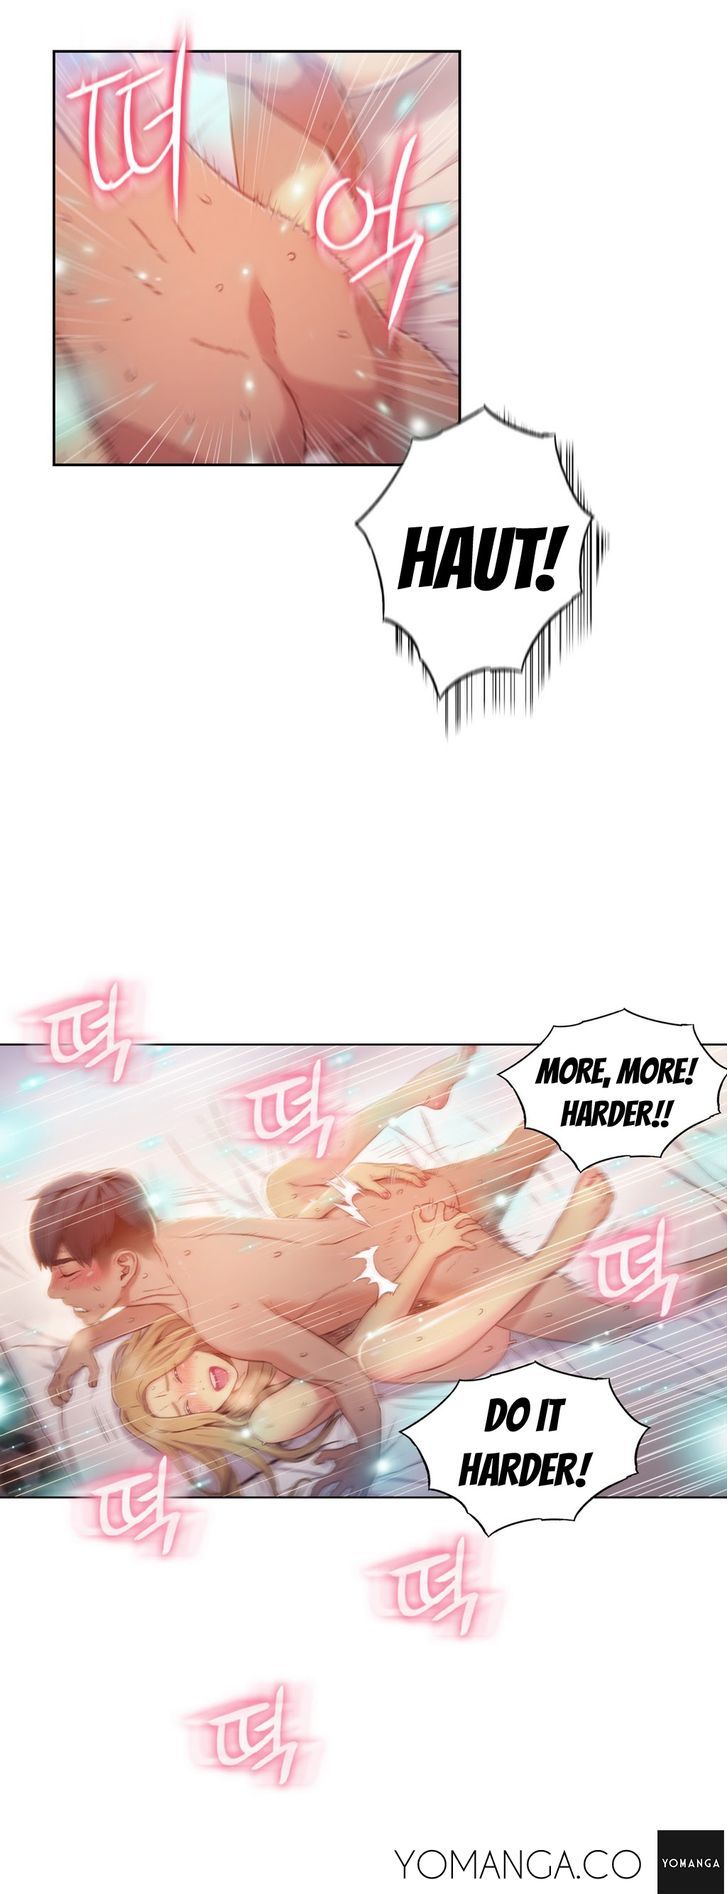 떠
억
HAUT!
떡
떡
MORE, MORE!
HARDER!!
떡
DO IT
HARDER!
떡
떡
떡
YOMANGA.CO
YOMANGA